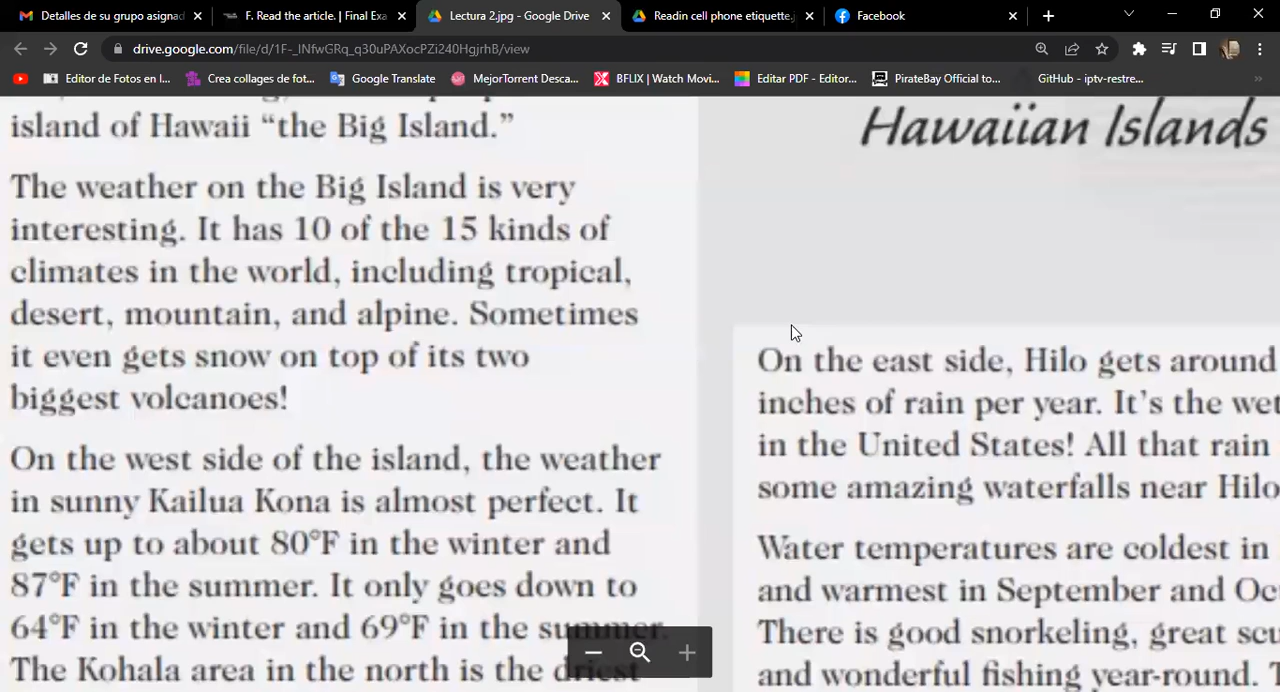 Detalles de su grupo asignad
F. Read the article. | Final Exa
Lectura 2.jpg - Google Drive
Readin cell phone etiquette.
Facebook
drive.google.com/file/d/1F-_INfwGRq_q30uPAXocPZi240HgjrhB/view
Editor de Fotos en l...
Crea collages de fot...
Google Translate
MejorTorrent Desca...
BFLIX | Watch Movi...
Editar PDF - Editor...
PirateBay Official to...
GitHub - iptv-restre...
island of Hawaii “the Big Island.”
The weather on the Big Island is very
interesting. It has 10 of the 15 kinds of
climates in the world, including tropical,
desert, mountain, and alpine. Sometimes
it even gets snow on top of its two
biggest volcanoes!
On the west side of the island, the weather
in sunny Kailua Kona is almost perfect. It
gets up to about 80°F in the winter and
87°F in the summer. It only goes down to
64°F in the winter and 69°F in the summer.
The Kohala area in the north is the driest
Hawaiian Islands
On the east side, Hilo gets around
inches of rain per year. It’s the wet
in the United States! All that rain
some amazing waterfalls near Hilo
Water temperatures are coldest in
and warmest in September and Oc
There is good snorkeling, great scu
and wonderful fishing year-round. T